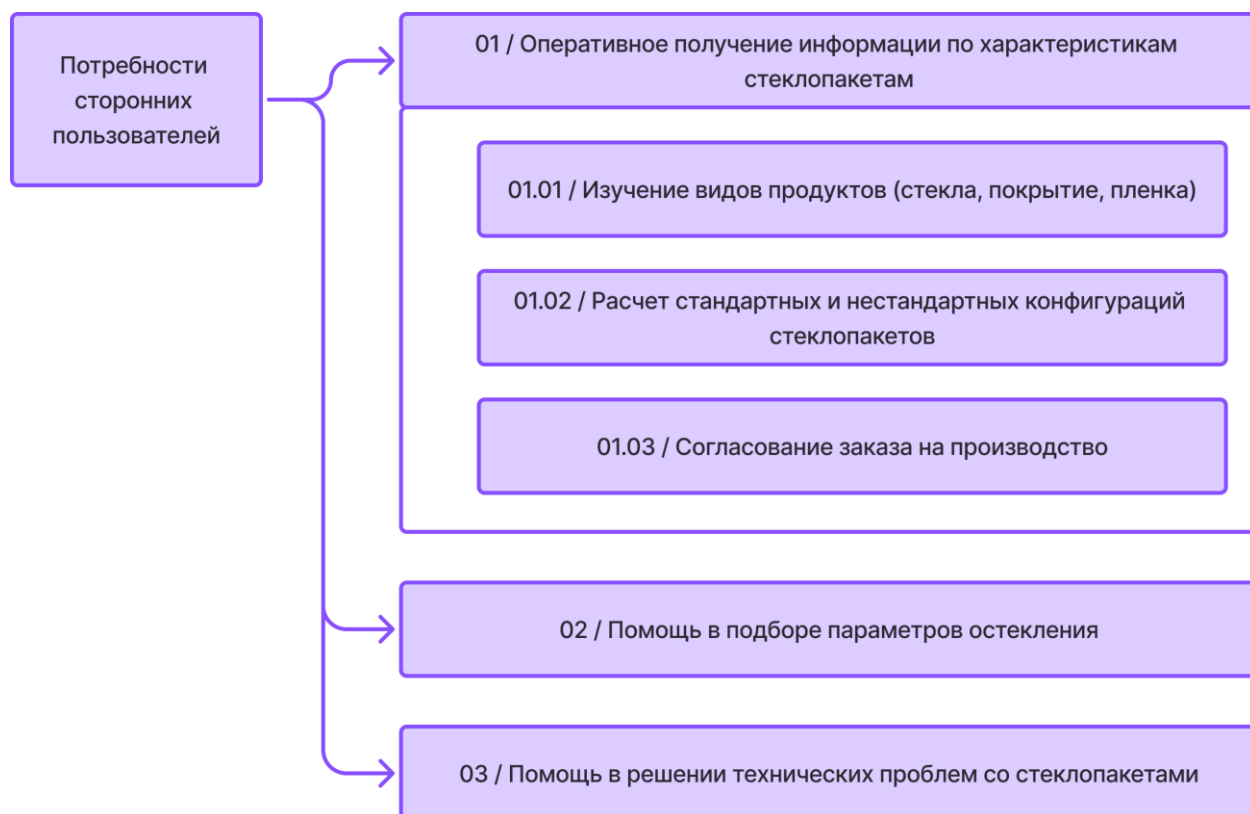 Потребности
сторонних
пользователей
01 / Оперативное получение информации по характеристикам
стеклопакетам
01.01 / Изучение видов продуктов (стекла, покрытие, пленка)
01.02 / Расчет стандартных и нестандартных конфигураций
стеклопакетов
01.03 / Согласование заказа на производство
02 / Помощь в подборе параметров остекления
03 / Помощь в решении технических проблем со стеклопакетами